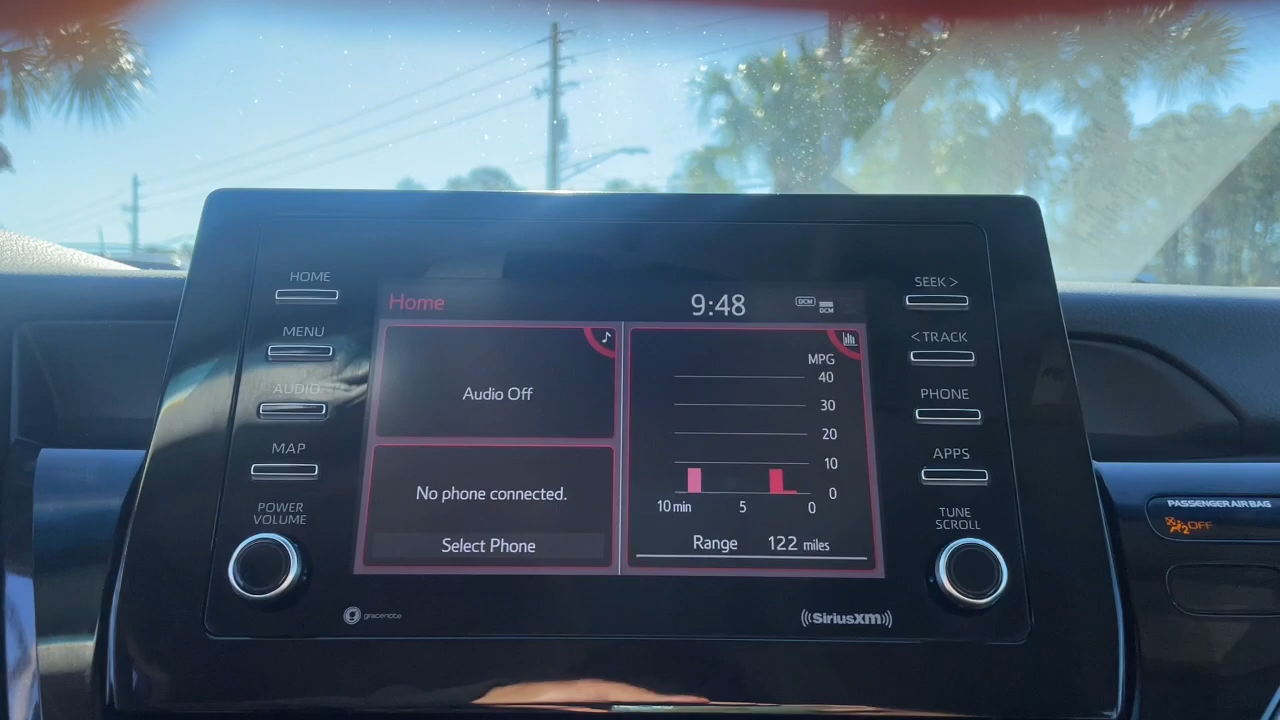 HOME
MENU
AUDIO
MAP
POWER
VOLUME
gracenote
Home
9:48
DCM
DCM
Audio Off
No phone connected.
Select Phone
MPG
40
30
20
10
0
10 min 5 0
Range 122 miles
SiriusXM
SEEK >
< TRACK
PHONE
APPS
TUNE
SCROLL
PASSENGER AIR BAG
OFF